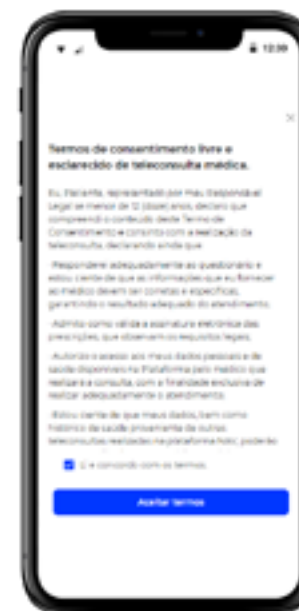 12:30
Termos de consentimento livre e
esclarecido de teleconsulta médica.
Eu, Paciente, representado por meu Responsável
Legal se menor de 12 (doze) anos, declaro que
compreendi o conteúdo deste Termo de
Consentimento e consinto com a realização da
teleconsulta, declarando ainda que:
-Responderei adequadamente ao questionário e
estou ciente de que as informações que eu fornecer
ao médico devem ser corretas e específicas,
garantindo o resultado adequado do atendimento.
-Admito como válida a assinatura eletrônica das
prescrições, que observam os requisitos legais.
-Autorizo o acesso aos meus dados pessoais e de
saúde disponíveis na Plataforma pelo médico que
realizará a consulta, com a finalidade exclusiva de
realizar adequadamente o atendimento.
-Estou ciente de que meus dados, bem como
histórico de saúde proveniente de outras
teleconsultas realizadas na plataforma poderão
Li e concordo com os termos.
Aceitar termos